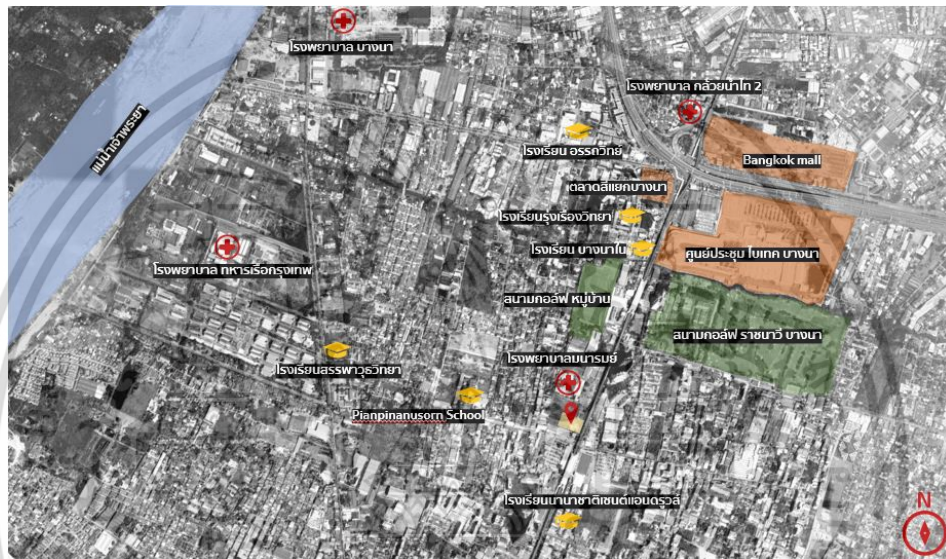 โรงพยาบาล บางนา
โรงพยาบาล กล้วยน้ำไท 2
แม่น้ำเจ้าพระยา
โรงเรียน อรรถวิทย์
Bangkok mall
ตลาดสี่แยกบางนา
โรงเรียนรุ่งเรืองวิทยา
โรงเรียน บางนาใน
ศูนย์ประชุม ไบเทค บางนา
โรงพยาบาล ทหารเรือกรุงเทพ
สนามกอล์ฟ หมู่บ้าน
สนามกอล์ฟ ราชนาวี บางนา
โรงพยาบาลมนารมย์
โรงเรียนสรรพาวุธวิทยา
Pianpinanusorn School
โรงเรียนนานาชาติเซนต์แอนดรูวส์
N